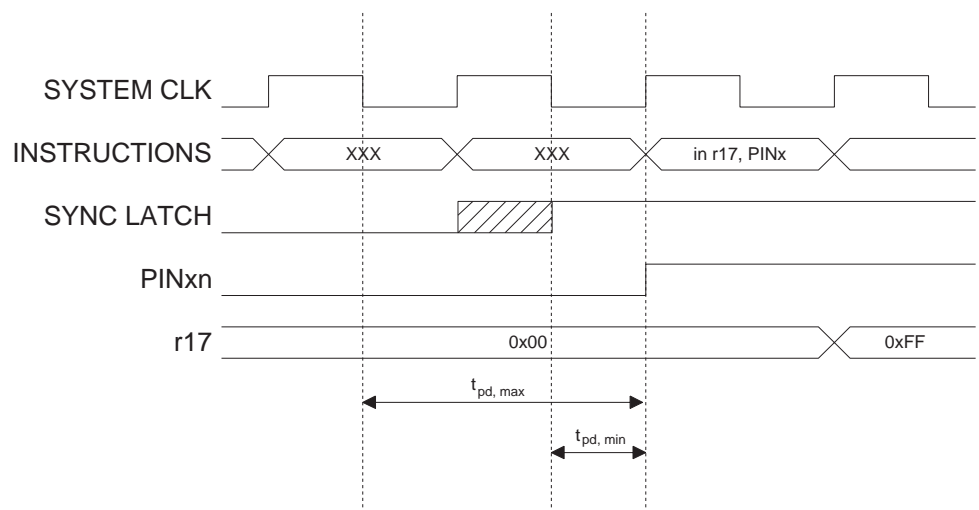 SYSTEM CLK
INSTRUCTIONS XXX XXX in r17, PINx
SYNC LATCH
PINxn
r17 0x00 0xFF
tpd, max
tpd, min